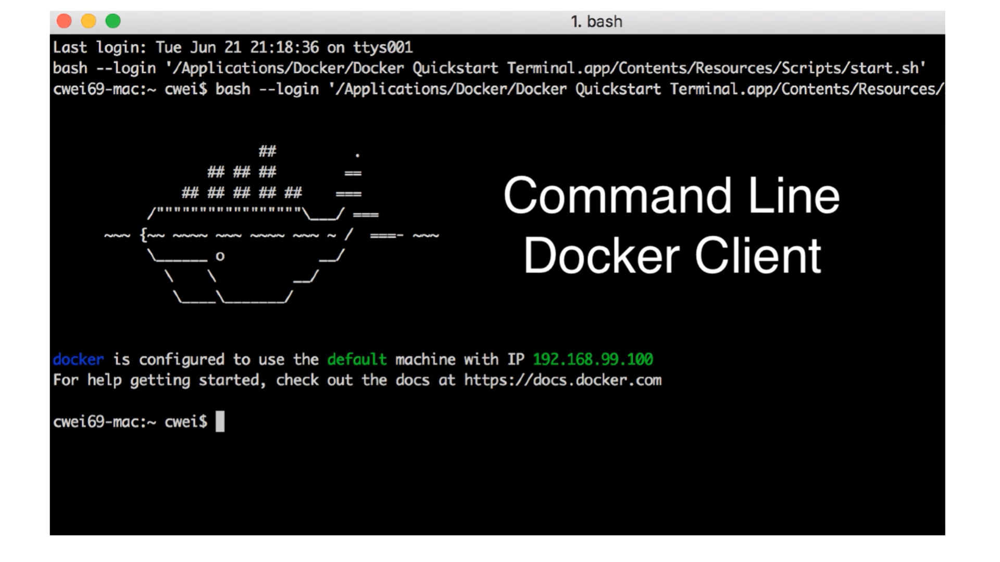 1. bash
Last login: Tue Jun 21 21:18:36 on ttys001
bash --login '/Applications/Docker/Docker Quickstart Terminal.app/Contents/Resources/Scripts/start.sh'
cwei69-mac:~ cwei$ bash --login '/Applications/Docker/Docker Quickstart Terminal.app/Contents/Resources/
                        ##         .
                  ## ## ##        ==
               ## ## ## ## ##    ===
           /"""""""""""""""""\___/ ===
      ~~~ {~~ ~~~~ ~~~ ~~~~ ~~~ ~ /  ===- ~~~
           \______ o           __/
             \    \         __/
              \____\_______/
Command Line
Docker Client
docker is configured to use the default machine with IP 192.168.99.100
For help getting started, check out the docs at https://docs.docker.com
cwei69-mac:~ cwei$